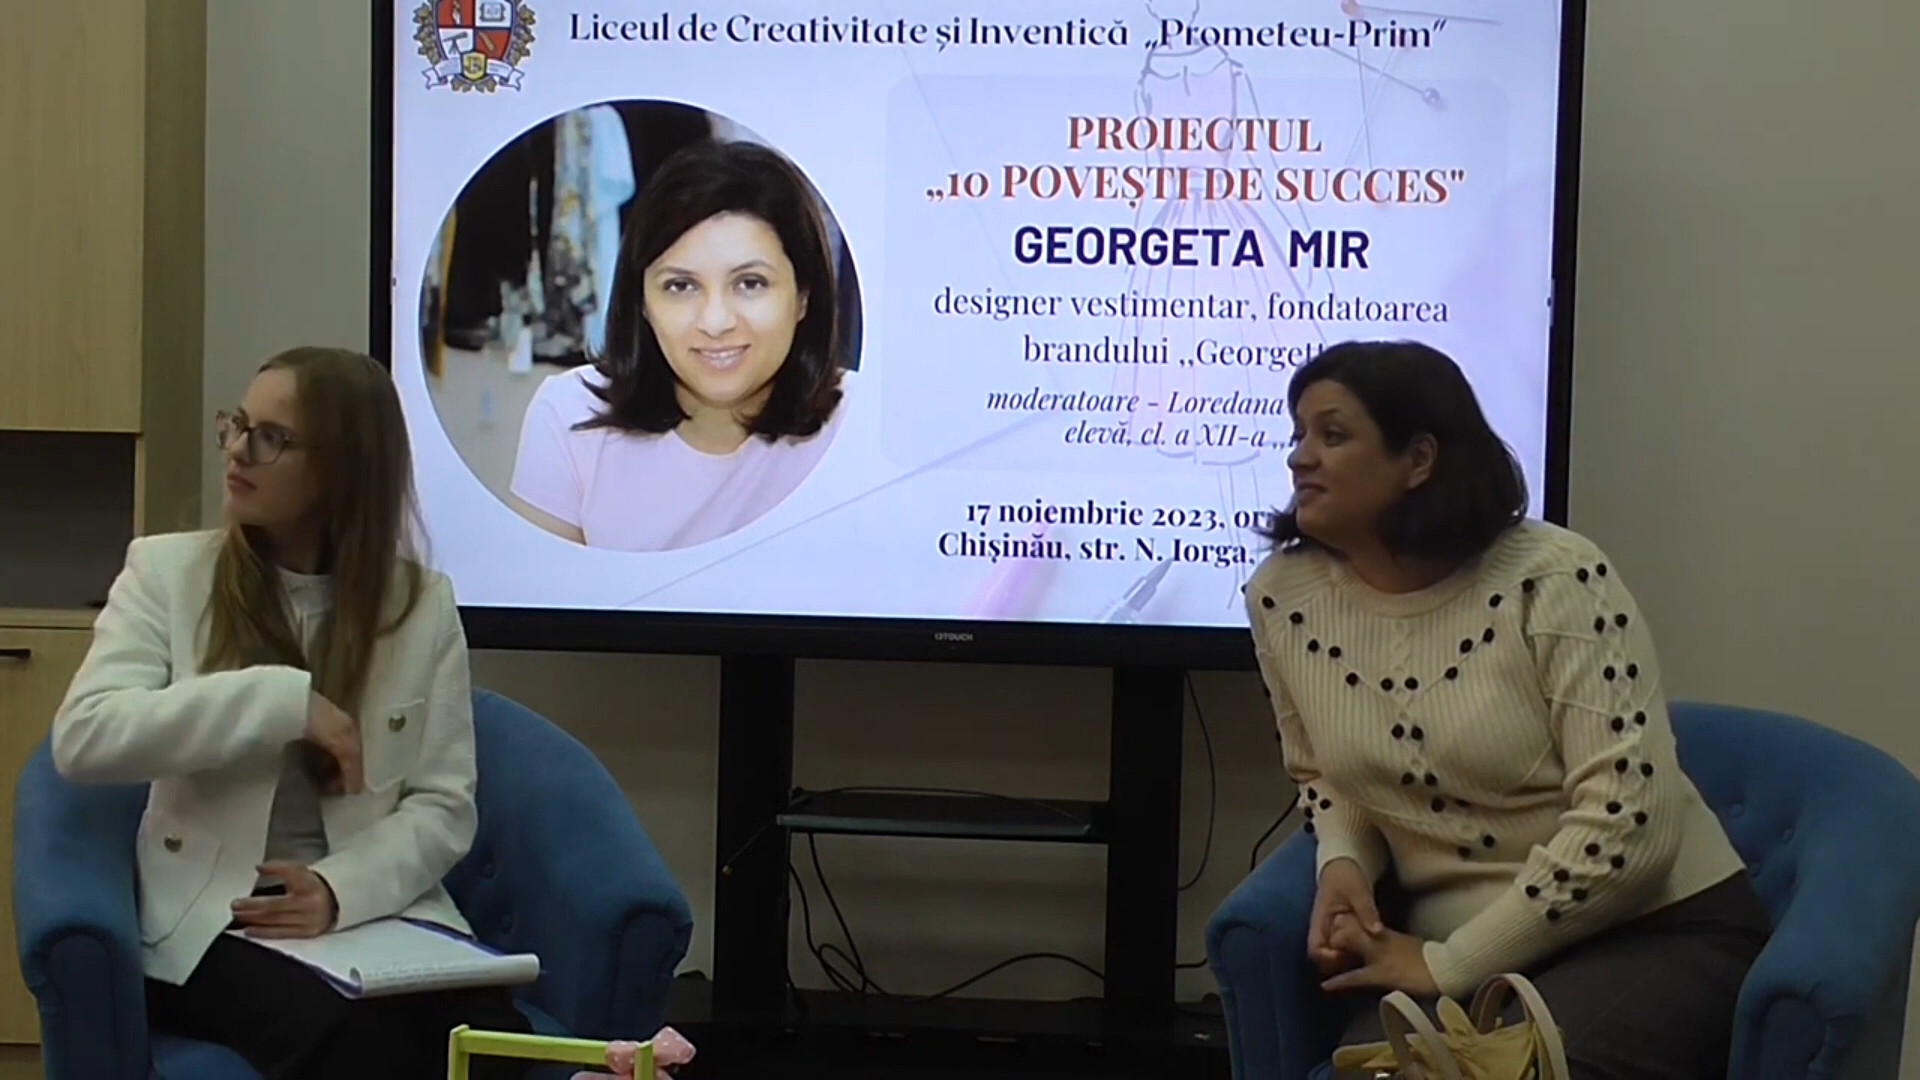 Liceul de Creativitate și Inventică „Prometeu-Prim”
PROIECTUL
„10 POVEȘTI DE SUCCES"
GEORGETA MIR
designer vestimentar, fondatoarea
brandului ,,Georget
moderatoare - Loredana
elevă, cl. a XII-a ,,
17 noiembrie 2023, or
Chișinău, str. N. Iorga,